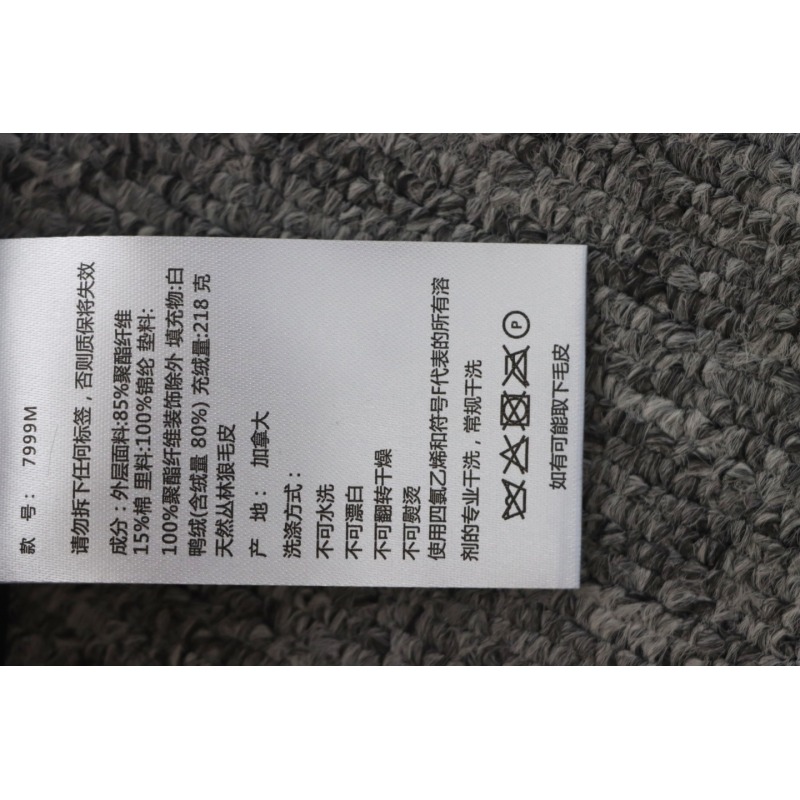 款 号： 7999M
请勿拆下任何标签，否则质保将失效
成分：外层面料:85%聚酯纤维
15%棉 里料:100%锦纶 垫料:
100%聚酯纤维装饰除外 填充物:白
鸭绒(含绒量 80%) 充绒量:218 克
天然丛林狼毛皮
产 地： 加拿大
洗涤方式：
不可水洗
不可漂白
不可翻转干燥
不可熨烫
使用四氯乙烯和符号F代表的所有溶
剂的专业干洗，常规干洗
P
如有可能取下毛皮